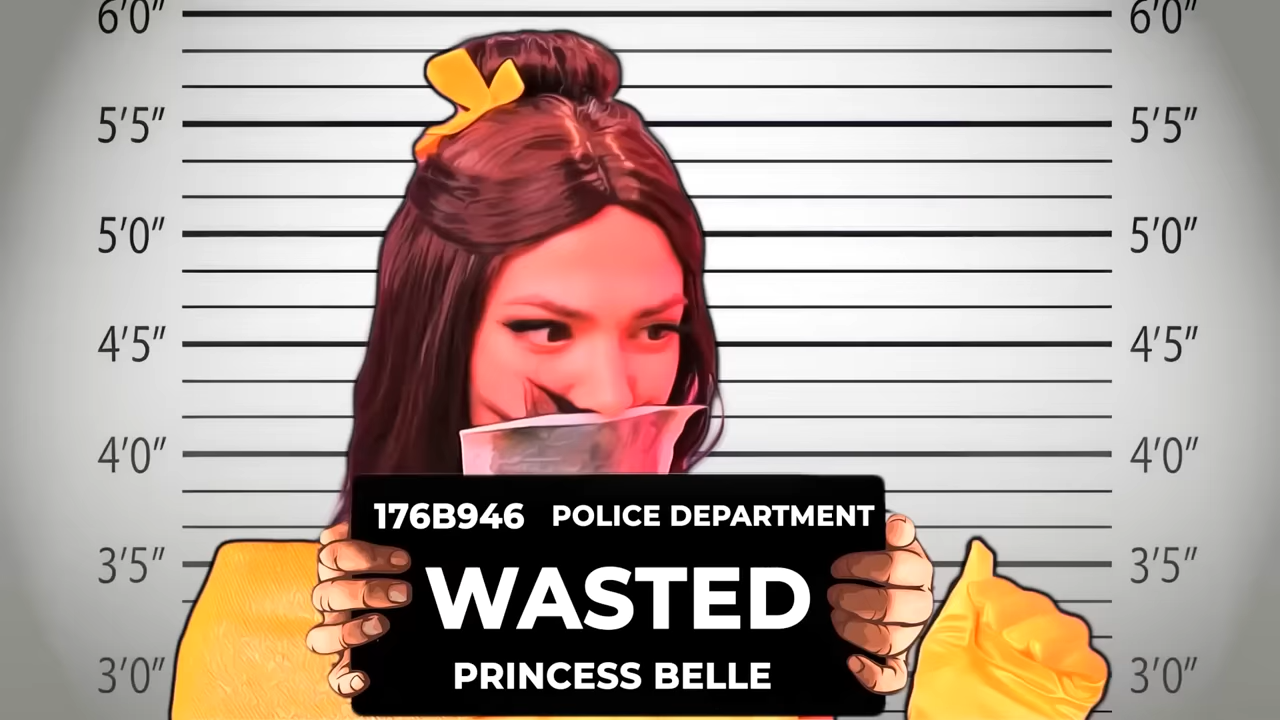 6'0" 6'0"
5'5" 5'5"
5'0" 5'0"
4'5" 4'5"
4'0" 4'0"
176B946 POLICE DEPARTMENT
WASTED
3'5" 3'5"
PRINCESS BELLE
3'0" 3'0"